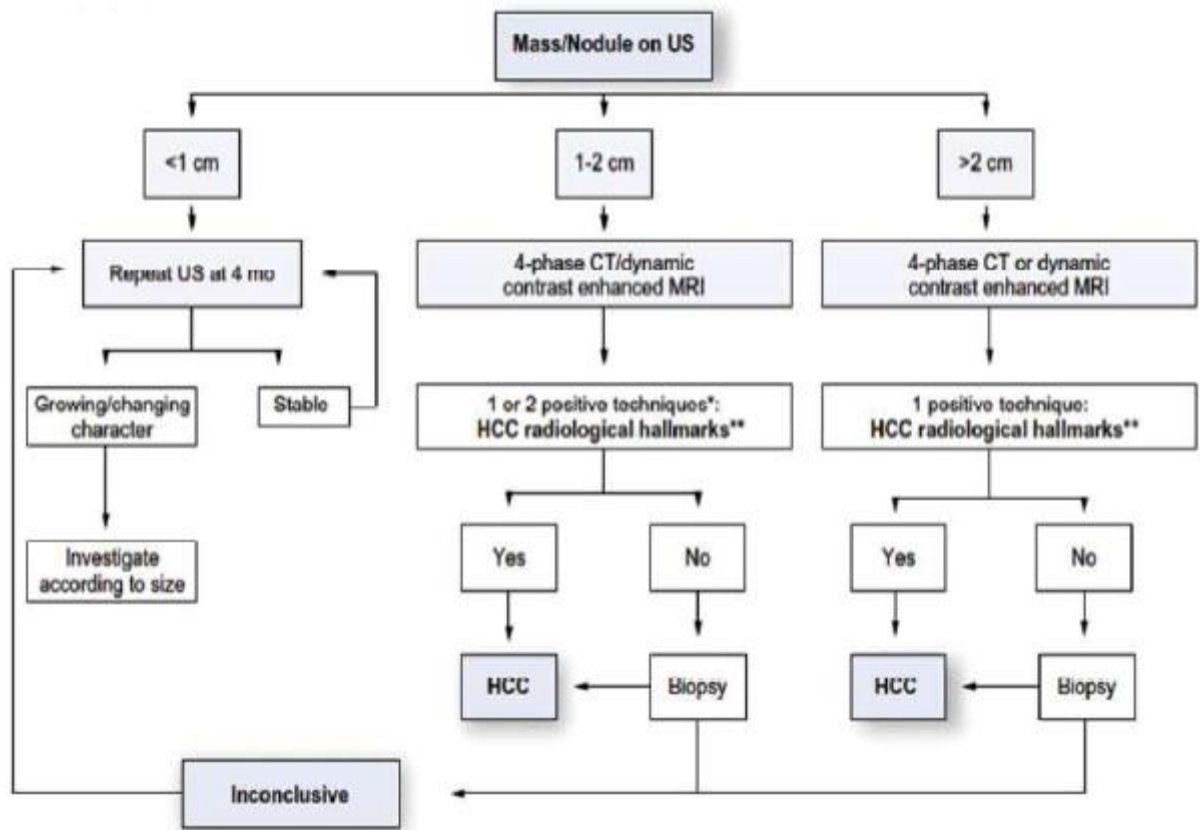 Mass/Nodule on US
<1 cm
1-2 cm
>2 cm
Repeat US at 4 mo
4-phase CT/dynamic
contrast enhanced MRI
4-phase CT or dynamic
contrast enhanced MRI
Growing/changing
character
Stable
1 or 2 positive techniques*:
HCC radiological hallmarks**
1 positive technique:
HCC radiological hallmarks**
Investigate
according to size
Yes
No
Yes
No
HCC
Biopsy
HCC
Biopsy
Inconclusive